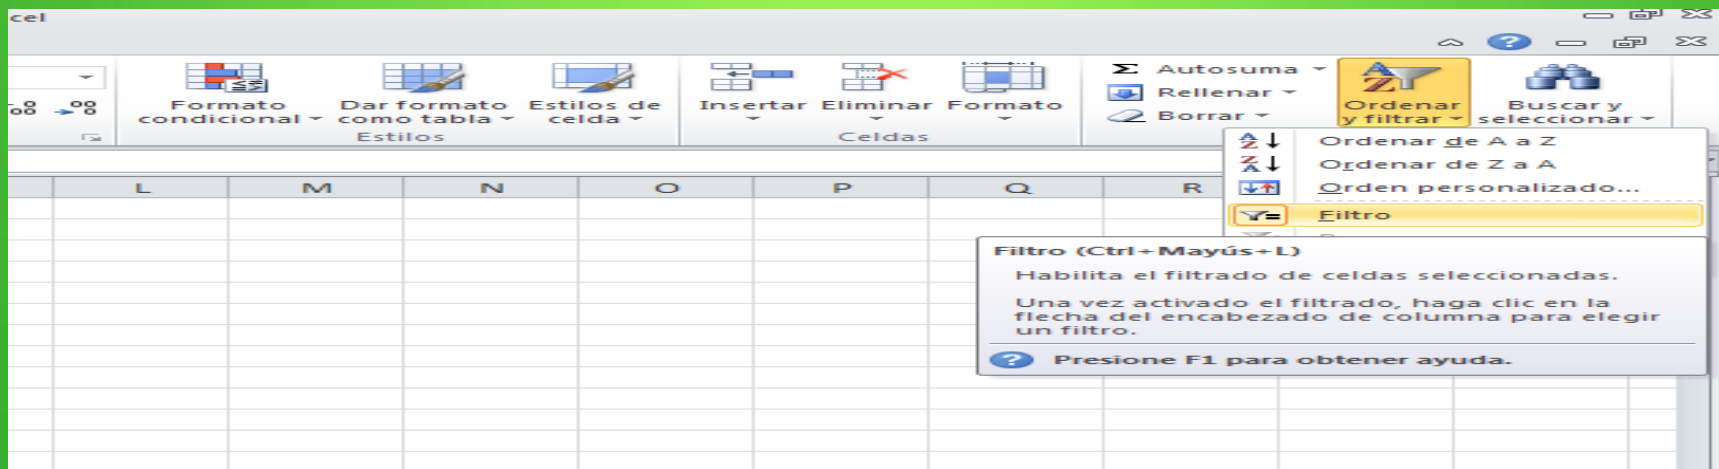 cel
Formato condicional
Dar formato como tabla
Estilos de celda
Estilos
Insertar
Eliminar
Formato
Celdas
Σ Autosuma
Rellenar
Borrar
Ordenar y filtrar
Buscar y seleccionar
Ordenar de A a Z
Ordenar de Z a A
Orden personalizado...
Filtro
Filtro (Ctrl+Mayús+L)
Habilita el filtrado de celdas seleccionadas.
Una vez activado el filtrado, haga clic en la
flecha del encabezado de columna para elegir
un filtro.
Presione F1 para obtener ayuda.
L M N O P Q R